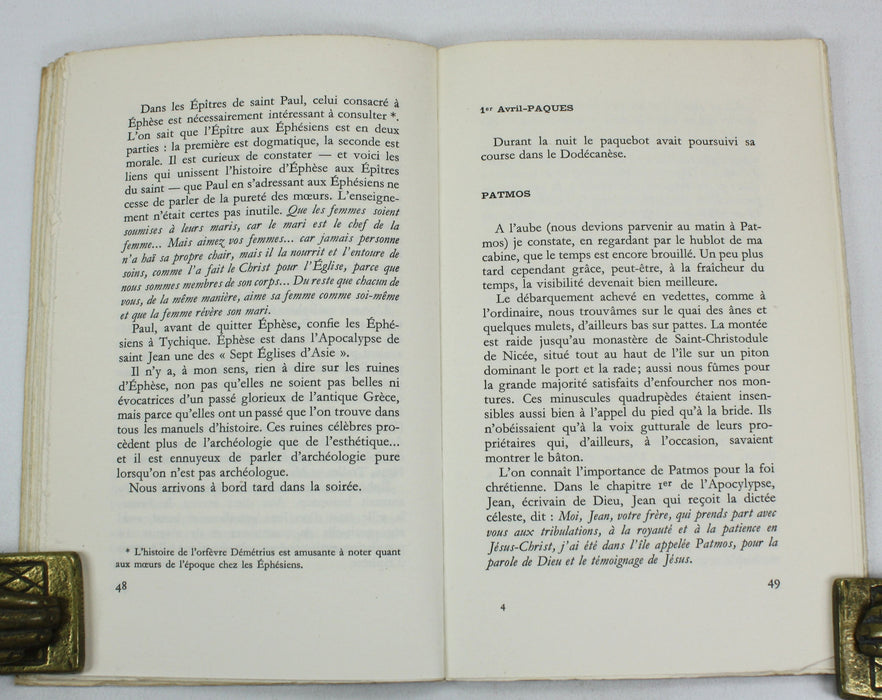 Dans les Épîtres de saint Paul, celui consacré à
Éphèse est nécessairement intéressant à consulter *.
L'on sait que l'Épître aux Éphésiens est en deux
parties : la première est dogmatique, la seconde est
morale. Il est curieux de constater — et voici les
liens qui unissent l'histoire d'Éphèse aux Épîtres
du saint — que Paul en s'adressant aux Éphésiens ne
cesse de parler de la pureté des mœurs. L'enseigne-
ment n'était certes pas inutile. Que les femmes soient
soumises à leurs maris, car le mari est le chef de la
femme... Mais aimez vos femmes... car jamais personne
n'a haï sa propre chair, mais il la nourrit et l'entoure de
soins, comme l'a fait le Christ pour l'Église, parce que
nous sommes membres de son corps... Du reste que chacun de
vous, de la même manière, aime sa femme comme soi-même
et que la femme révère son mari.
Paul, avant de quitter Éphèse, confie les Éphé-
siens à Tychique. Éphèse est dans l'Apocalypse de
saint Jean une des « Sept Églises d'Asie ».
Il n'y a, à mon sens, rien à dire sur les ruines
d'Éphèse, non pas qu'elles ne soient pas belles ni
évocatrices d'un passé glorieux de l'antique Grèce,
mais parce qu'elles ont un passé que l'on trouve dans
tous les manuels d'histoire. Ces ruines célèbres pro-
cèdent plus de l'archéologie que de l'esthétique...
et il est ennuyeux de parler d'archéologie pure
lorsqu'on n'est pas archéologue.
Nous arrivons à bord tard dans la soirée.
* L'histoire de l'orfèvre Démétrius est amusante à noter quant
aux mœurs de l'époque chez les Éphésiens.
48
1er Avril-PAQUES
Durant la nuit le paquebot avait poursuivi sa
course dans le Dodécanèse.
PATMOS
A l'aube (nous devions parvenir au matin à Pat-
mos) je constate, en regardant par le hublot de ma
cabine, que le temps est encore brouillé. Un peu plus
tard cependant grâce, peut-être, à la fraîcheur du
temps, la visibilité devenait bien meilleure.
Le débarquement achevé en vedettes, comme à
l'ordinaire, nous trouvâmes sur le quai des ânes et
quelques mulets, d'ailleurs bas sur pattes. La montée
est raide jusqu'au monastère de Saint-Christodule
de Nicée, situé tout au haut de l'île sur un piton
dominant le port et la rade; aussi nous fûmes pour
la grande majorité satisfaits d'enfourcher nos mon-
tures. Ces minuscules quadrupèdes étaient insen-
sibles aussi bien à l'appel du pied qu'à la bride. Ils
n'obéissaient qu'à la voix gutturale de leurs pro-
priétaires qui, d'ailleurs, à l'occasion, savaient
montrer le bâton.
L'on connaît l'importance de Patmos pour la foi
chrétienne. Dans le chapitre 1er de l'Apocylypse,
Jean, écrivain de Dieu, Jean qui reçoit la dictée
céleste, dit : Moi, Jean, votre frère, qui prends part avec
vous aux tribulations, à la royauté et à la patience en
Jésus-Christ, j'ai été dans l'île appelée Patmos, pour la
parole de Dieu et le témoignage de Jésus.
49
4